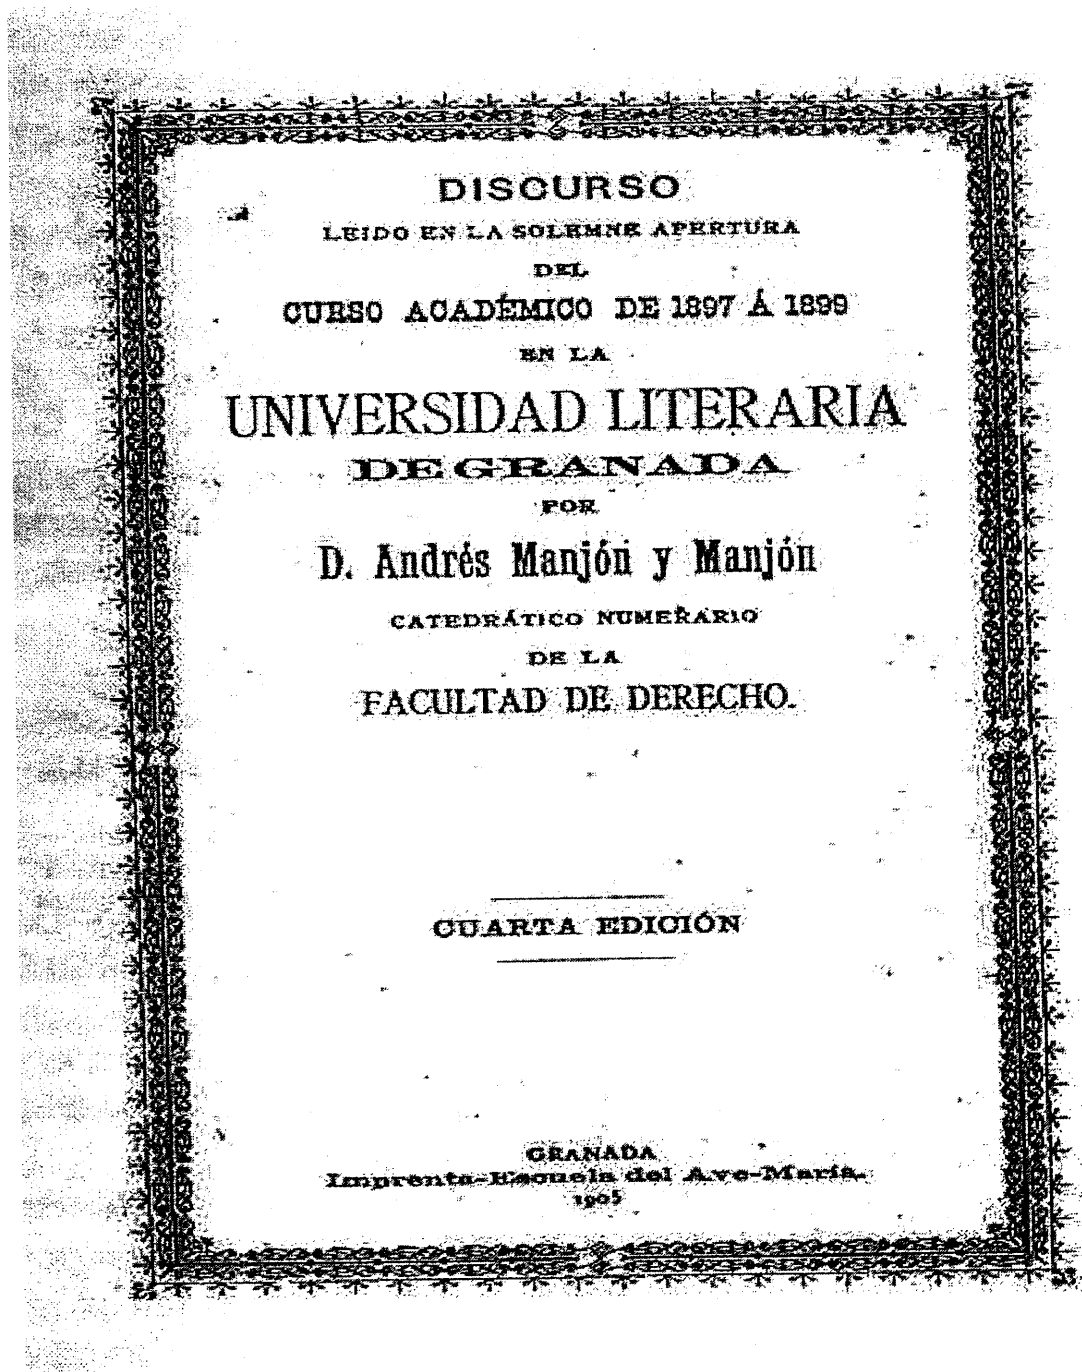 DISCURSO
LEIDO EN LA SOLEMNE APERTURA
DEL
CURSO ACADÉMICO DE 1897 Á 1899
EN LA
UNIVERSIDAD LITERARIA
DE GRANADA
POR
D. Andrés Manjón y Manjón
CATEDRÁTICO NUMERARIO
DE LA
FACULTAD DE DERECHO.
CUARTA EDICIÓN
GRANADA
Imprenta-Escuela del Ave-María.
1905